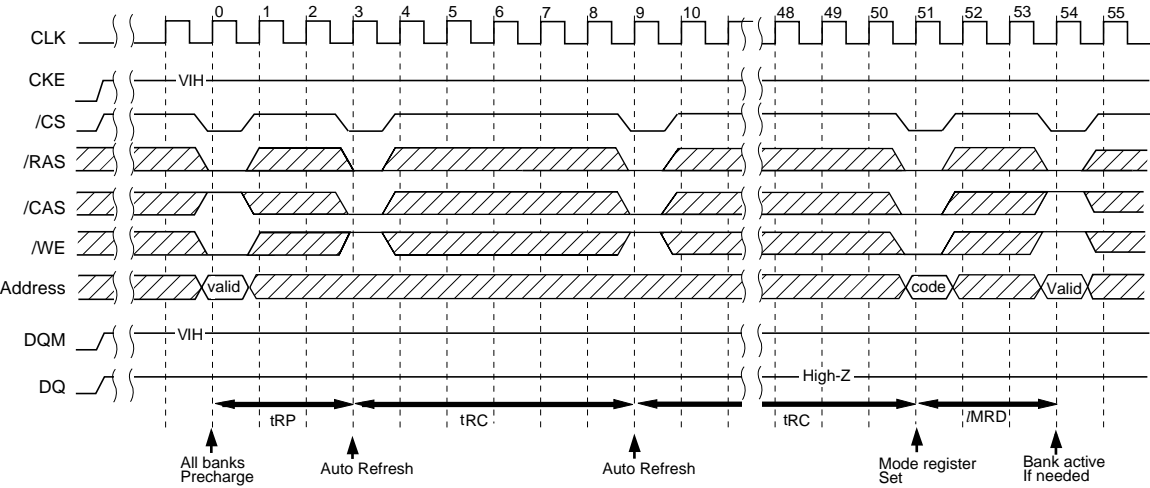 0 1 2 3 4 5 6 7 8 9 10 48 49 50 51 52 53 54 55
CLK
CKE VIH
/CS
/RAS
/CAS
/WE
Address valid code Valid
DQM VIH
DQ High-Z
tRP tRC tRC lMRD
All banks
Precharge
Auto Refresh
Auto Refresh
Mode register
Set
Bank active
If needed